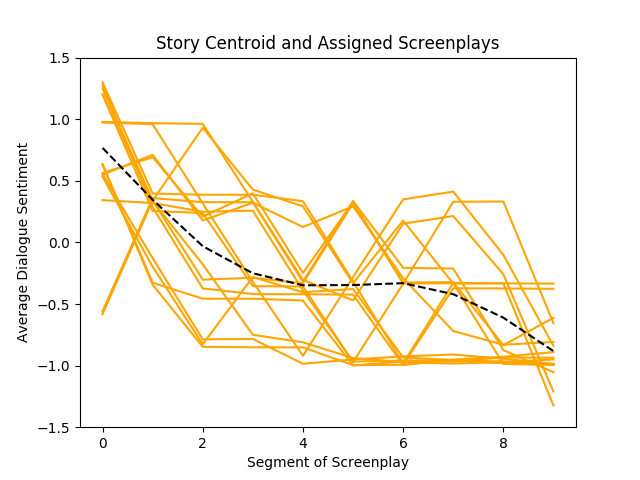 Story Centroid and Assigned Screenplays
Average Dialogue Sentiment
1.5
1.0
0.5
0.0
−0.5
−1.0
−1.5
0 2 4 6 8
Segment of Screenplay